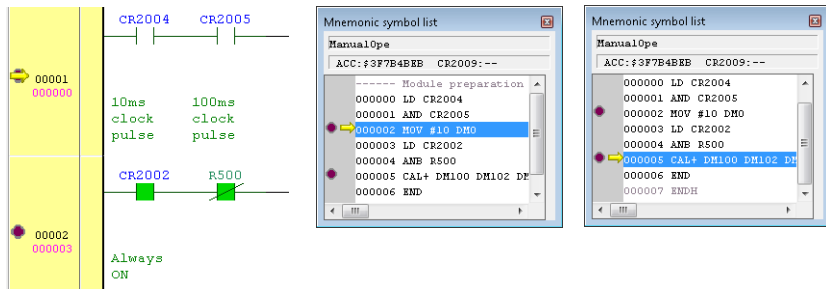 CR2004 CR2005
00001
000000
10ms 100ms
clock clock
pulse pulse
CR2002 R500
00002
000003
Always
ON
Mnemonic symbol list
ManualOpe
ACC:$3F7B4BEB CR2009:--
------ Module preparation
000000 LD CR2004
000001 AND CR2005
000002 MOV #10 DM0
000003 LD CR2002
000004 ANB R500
000005 CAL+ DM100 DM102 DM
000006 END
Mnemonic symbol list
ManualOpe
ACC:$3F7B4BEB CR2009:--
000000 LD CR2004
000001 AND CR2005
000002 MOV #10 DM0
000003 LD CR2002
000004 ANB R500
000005 CAL+ DM100 DM102 DM
000006 END
000007 ENDH